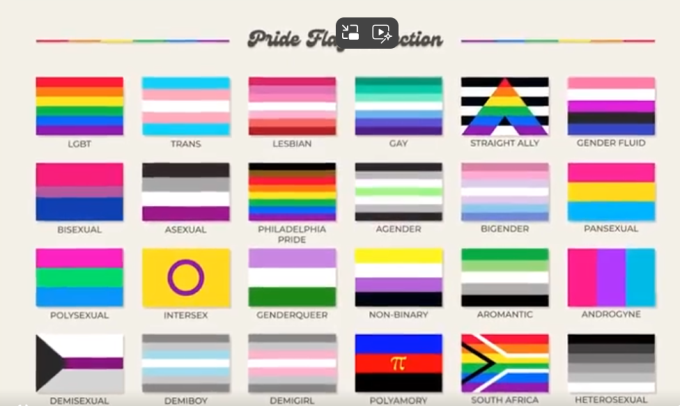 Pride Fla ction
LGBT TRANS LESBIAN GAY STRAIGHT ALLY GENDER FLUID
BISEXUAL ASEXUAL PHILADELPHIA PRIDE AGENDER BIGENDER PANSEXUAL
POLYSEXUAL INTERSEX GENDERQUEER NON-BINARY AROMANTIC ANDROGYNE
π
DEMISEXUAL DEMIBOY DEMIGIRL POLYAMORY SOUTH AFRICA HETEROSEXUAL